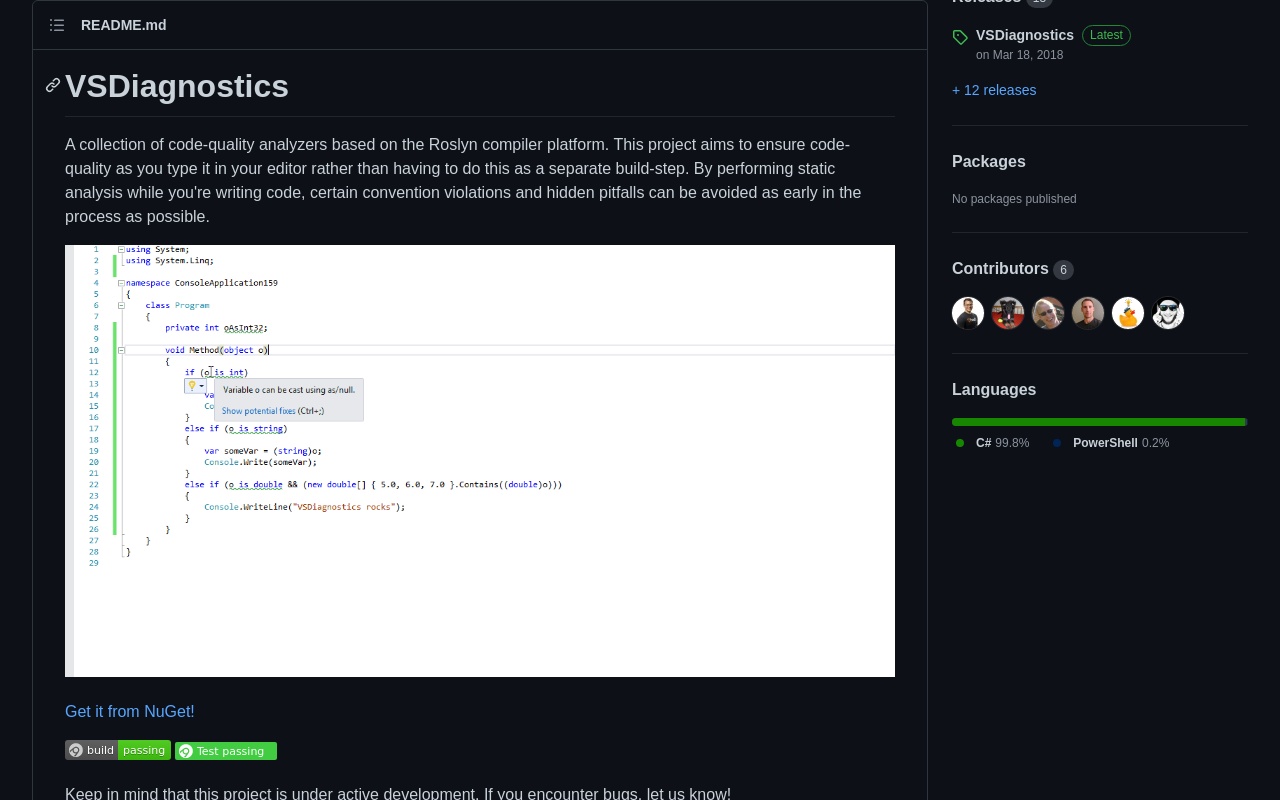 README.md
VSDiagnostics
A collection of code-quality analyzers based on the Roslyn compiler platform. This project aims to ensure code-
quality as you type it in your editor rather than having to do this as a separate build-step. By performing static
analysis while you're writing code, certain convention violations and hidden pitfalls can be avoided as early in the
process as possible.
1 using System;
2 using System.Linq;
3
4 namespace ConsoleApplication159
5 {
6 class Program
7 {
8 private int oAsInt32;
9
10 void Method(object o)
11 {
12 if (o is int)
13
Variable o can be cast using as/null.
14 va
15 Co
Show potential fixes (Ctrl+;)
16 }
17 else if (o is string)
18 {
19 var someVar = (string)o;
20 Console.Write(someVar);
21 }
22 else if (o is double && (new double[] { 5.0, 6.0, 7.0 }.Contains((double)o)))
23 {
24 Console.WriteLine("VSDiagnostics rocks");
25 }
26 }
27 }
28 }
29
Get it from NuGet!
build passing Test passing
Keep in mind that this project is under active development. If you encounter bugs, let us know!
VSDiagnostics Latest
on Mar 18, 2018
+ 12 releases
Packages
No packages published
Contributors 6
Languages
C# 99.8% PowerShell 0.2%